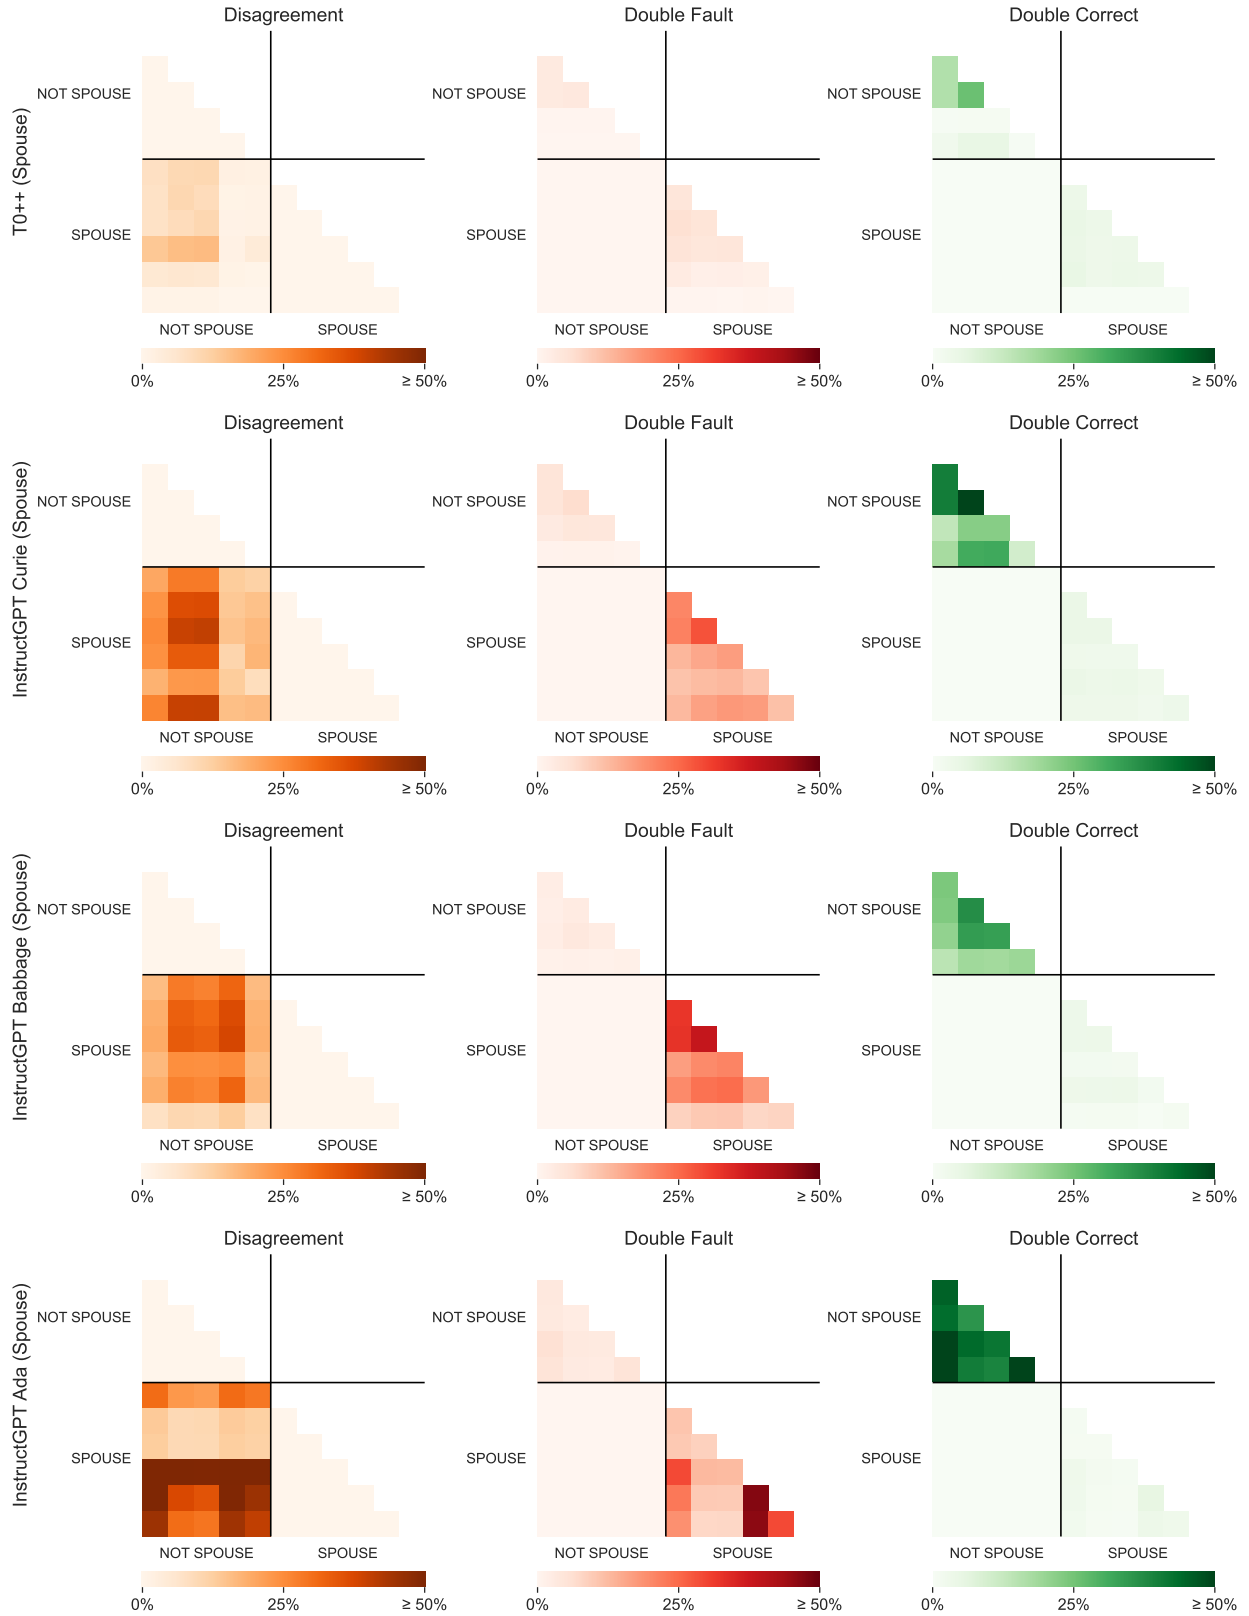 Disagreement
Double Fault
Double Correct
T0++ (Spouse)
NOT SPOUSE
NOT SPOUSE
NOT SPOUSE
SPOUSE
SPOUSE
SPOUSE
NOT SPOUSE SPOUSE
NOT SPOUSE SPOUSE
NOT SPOUSE SPOUSE
0% 25% ≥ 50%
0% 25% ≥ 50%
0% 25% ≥ 50%
Disagreement
Double Fault
Double Correct
InstructGPT Curie (Spouse)
NOT SPOUSE
NOT SPOUSE
NOT SPOUSE
SPOUSE
SPOUSE
SPOUSE
NOT SPOUSE SPOUSE
NOT SPOUSE SPOUSE
NOT SPOUSE SPOUSE
0% 25% ≥ 50%
0% 25% ≥ 50%
0% 25% ≥ 50%
Disagreement
Double Fault
Double Correct
InstructGPT Babbage (Spouse)
NOT SPOUSE
NOT SPOUSE
NOT SPOUSE
SPOUSE
SPOUSE
SPOUSE
NOT SPOUSE SPOUSE
NOT SPOUSE SPOUSE
NOT SPOUSE SPOUSE
0% 25% ≥ 50%
0% 25% ≥ 50%
0% 25% ≥ 50%
Disagreement
Double Fault
Double Correct
InstructGPT Ada (Spouse)
NOT SPOUSE
NOT SPOUSE
NOT SPOUSE
SPOUSE
SPOUSE
SPOUSE
NOT SPOUSE SPOUSE
NOT SPOUSE SPOUSE
NOT SPOUSE SPOUSE
0% 25% ≥ 50%
0% 25% ≥ 50%
0% 25% ≥ 50%